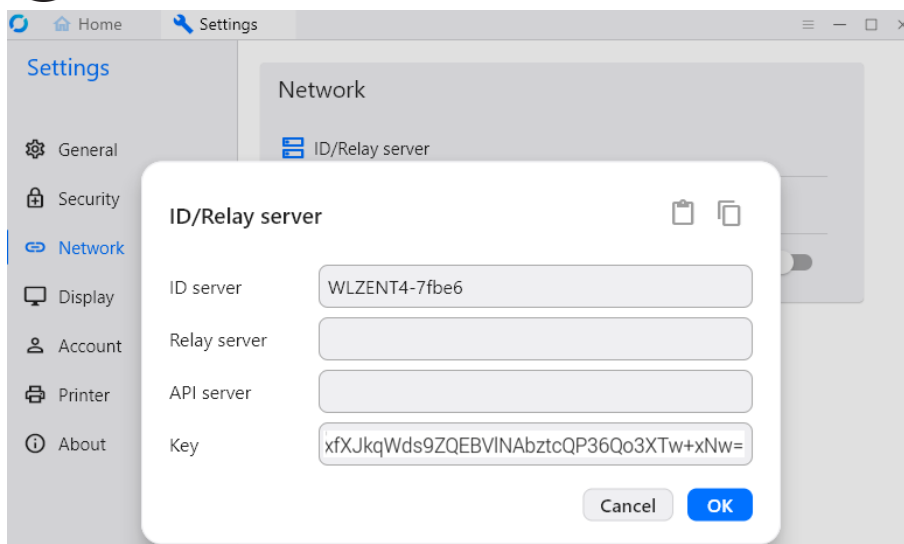 Home
Settings
Settings
Network
ID/Relay server
General
Security
Network
Display
Account
Printer
About
ID/Relay server
ID server
WLZENT4-7fbe6
Relay server
API server
Key
xfXJkqWds9ZQEBVlNAbztcQP36Qo3XTw+xNw=
Cancel
OK